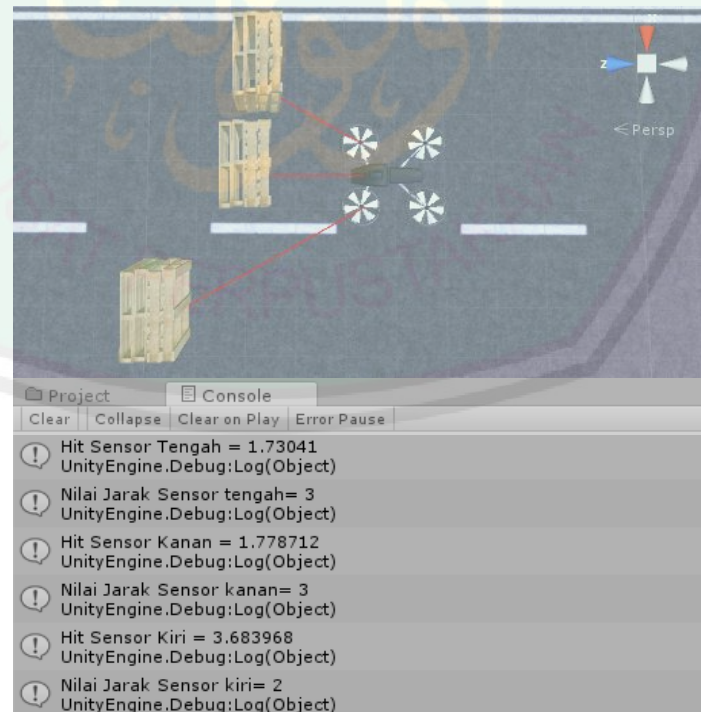 x
z
<Persp
Project
Console
Clear
Collapse
Clear on Play
Error Pause
Hit Sensor Tengah = 1.73041
UnityEngine.Debug:Log(Object)
Nilai Jarak Sensor tengah= 3
UnityEngine.Debug:Log(Object)
Hit Sensor Kanan = 1.778712
UnityEngine.Debug:Log(Object)
Nilai Jarak Sensor kanan= 3
UnityEngine.Debug:Log(Object)
Hit Sensor Kiri = 3.683968
UnityEngine.Debug:Log(Object)
Nilai Jarak Sensor kiri= 2
UnityEngine.Debug:Log(Object)